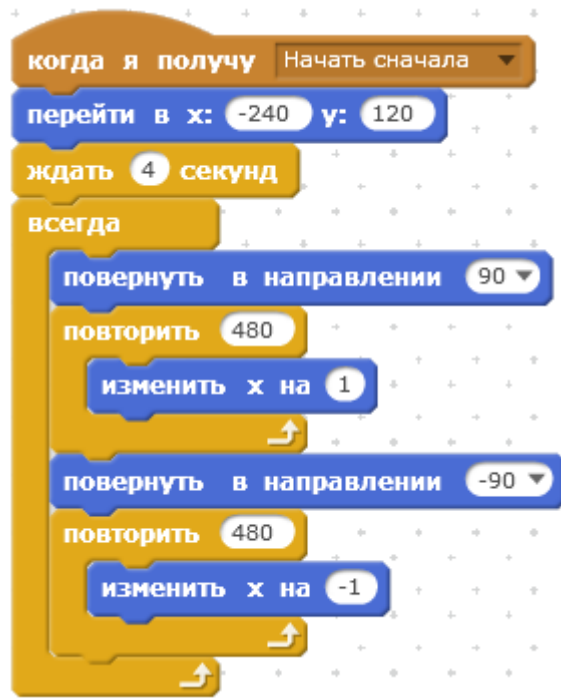 когда я получу Начать сначала
перейти в x: -240 y: 120
ждать 4 секунд
всегда
повернуть в направлении 90
повторить 480
изменить x на 1
повернуть в направлении -90
повторить 480
изменить x на -1